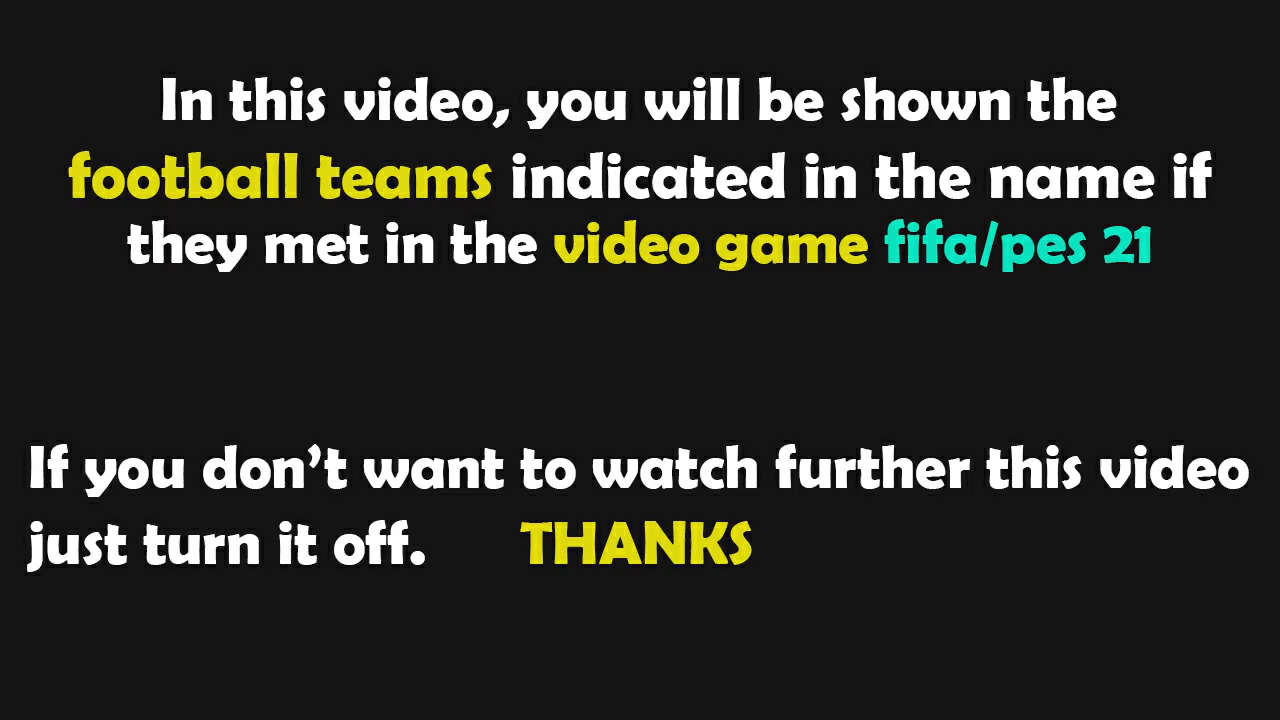 In this video, you will be shown the
football teams indicated in the name if
they met in the video game fifa/pes 21
If you don’t want to watch further this video
just turn it off. THANKS